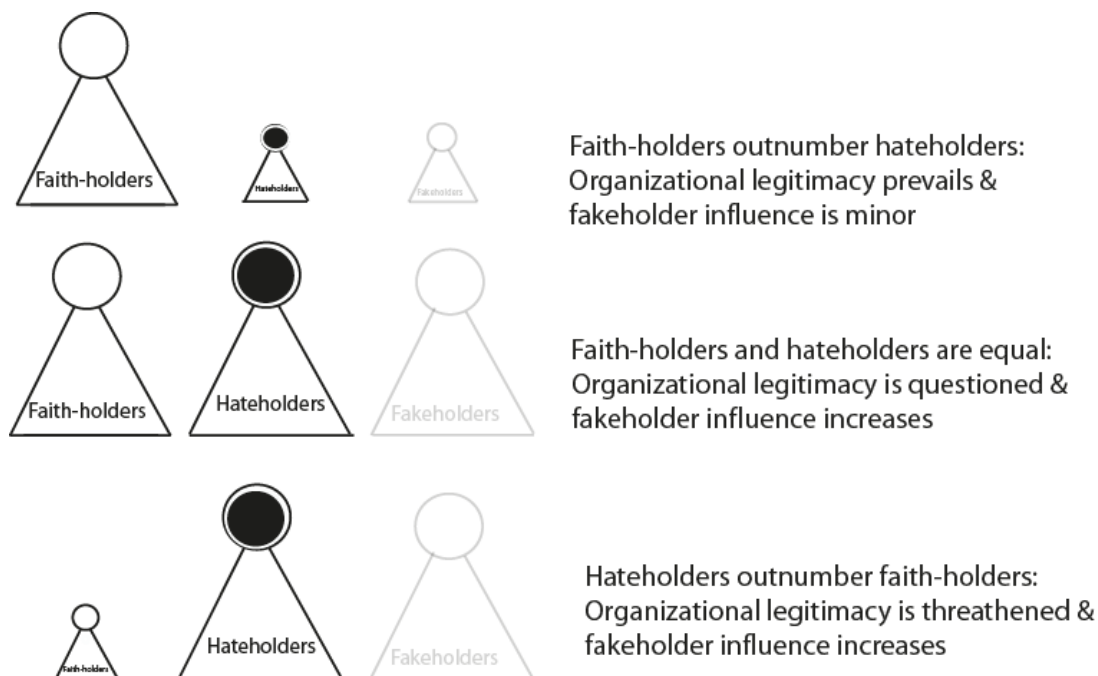 Faith-holders
Hateholders
Fakeholders
Faith-holders outnumber hateholders:
Organizational legitimacy prevails &
fakeholder influence is minor
Faith-holders
Hateholders
Fakeholders
Faith-holders and hateholders are equal:
Organizational legitimacy is questioned &
fakeholder influence increases
Faith-holders
Hateholders
Fakeholders
Hateholders outnumber faith-holders:
Organizational legitimacy is threathened &
fakeholder influence increases